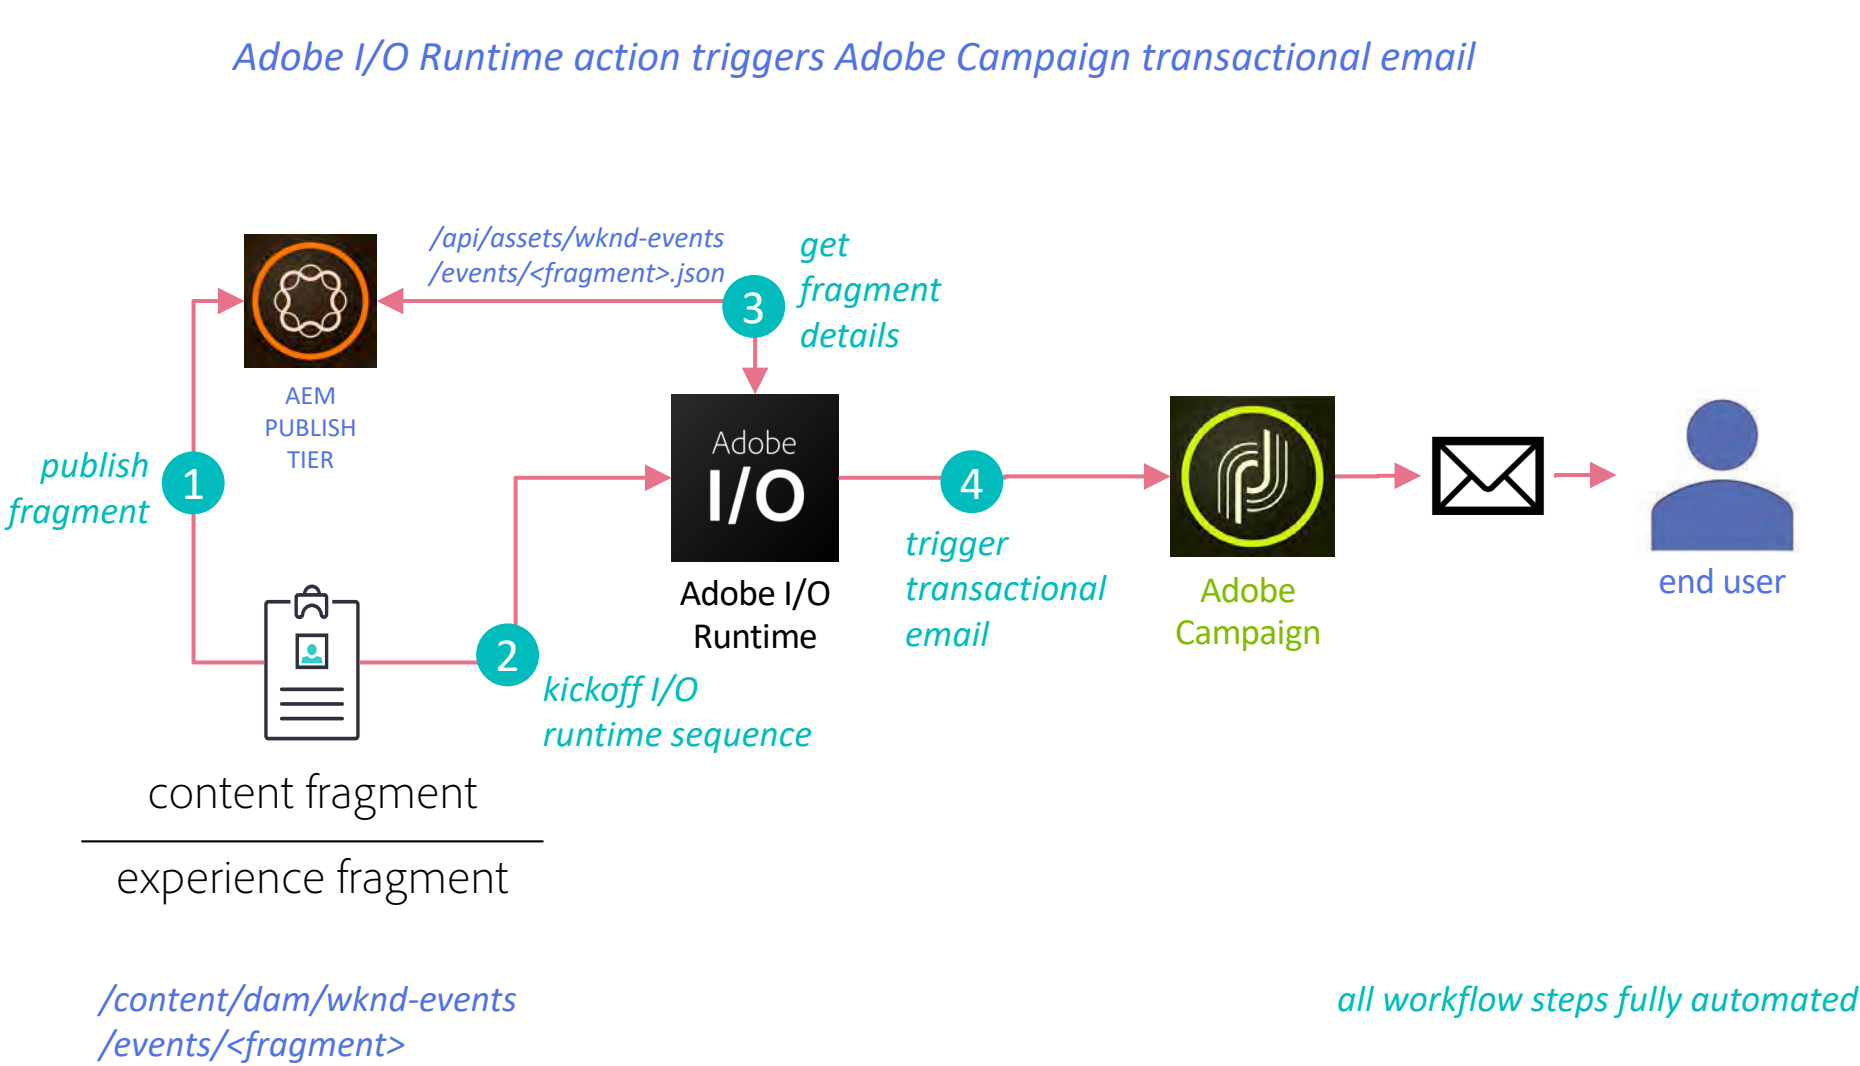 Adobe I/O Runtime action triggers Adobe Campaign transactional email
/api/assets/wknd-events
/events/<fragment>.json
get
fragment
details
3
AEM
PUBLISH
TIER
publish
fragment
1
Adobe
I/O
Adobe I/O
Runtime
2
kickoff I/O
runtime sequence
4
trigger
transactional
email
Adobe
Campaign
end user
content fragment
experience fragment
/content/dam/wknd-events
/events/<fragment>
all workflow steps fully automated